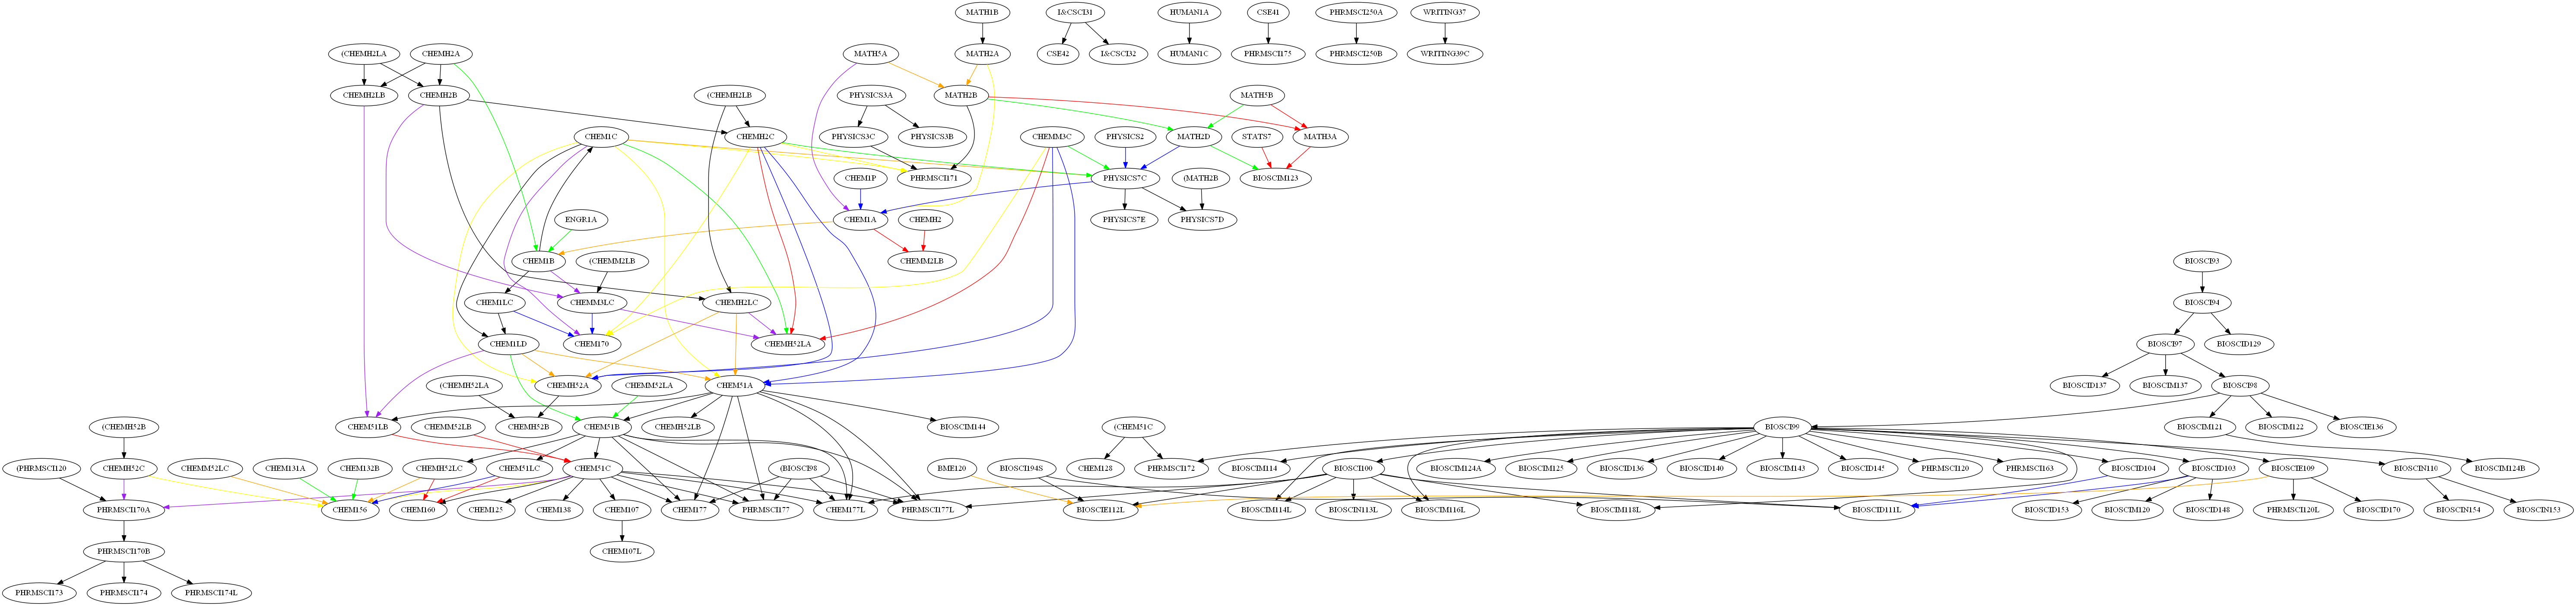 MATH1B I&CSCI31 HUMAN1A CSE41 PHRMSCI250A WRITING37
(CHEMH2LA CHEMH2A MATH5A MATH2A CSE42 I&CSCI32 HUMAN1C PHRMSCI175 PHRMSCI250B WRITING39C
CHEMH2LB CHEMH2B (CHEMH2LB PHYSICS3A MATH2B MATH5B
CHEM1C CHEMH2C PHYSICS3C PHYSICS3B CHEMM3C PHYSICS2 MATH2D STATS7 MATH3A
CHEM1P PHRMSCI171 PHYSICS7C (MATH2B BIOSCIM123
ENGR1A CHEM1A CHEMH2 PHYSICS7E PHYSICS7D
CHEM1B (CHEMM2LB CHEMM2LB BIOSCI93
CHEM1LC CHEMM3LC CHEMH2LC BIOSCI94
CHEM1LD CHEM170 CHEMH52LA BIOSCI97 BIOSCID129
(CHEMH52LA CHEMH52A CHEMM52LA CHEM51A BIOSCID137 BIOSCIM137 BIOSCI98
(CHEMH52B CHEM51LB CHEMM52LB CHEMH52B CHEM51B CHEMH52LB BIOSCIM144 (CHEM51C BIOSCI99 BIOSCIM121 BIOSCIM122 BIOSCIE136
(PHRMSCI120 CHEMH52C CHEMM52LC CHEM131A CHEM132B CHEMH52LC CHEM51LC CHEM51C (BIOSCI98 BME120 BIOSCI194S CHEM128 PHRMSCI172 BIOSCIM114 BIOSCI100 BIOSCIM124A BIOSCIM125 BIOSCID136 BIOSCID140 BIOSCIM143 BIOSCID145 PHRMSCI120 PHRMSCI163 BIOSCID104 BIOSCID103 BIOSCIE109 BIOSCIN110 BIOSCIM124B
PHRMSCI170A CHEM156 CHEM160 CHEM125 CHEM138 CHEM107 CHEM177 PHRMSCI177 CHEM177L PHRMSCI177L BIOSCIE112L BIOSCIM114L BIOSCIN113L BIOSCIM116L BIOSCIM118L BIOSCID111L BIOSCID153 BIOSCIM120 BIOSCID148 PHRMSCI120L BIOSCID170 BIOSCIN154 BIOSCIN153
PHRMSCI170B CHEM107L
PHRMSCI173 PHRMSCI174 PHRMSCI174L